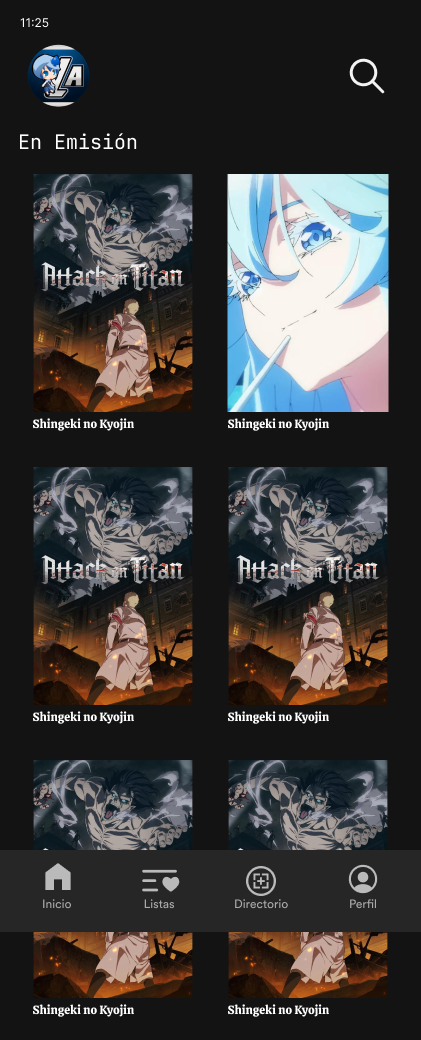 11:25
LA
En Emisión
Attack on Titan
Shingeki no Kyojin
Shingeki no Kyojin
Attack on Titan
Attack on Titan
Shingeki no Kyojin
Shingeki no Kyojin
Inicio
Listas
Directorio
Perfil
Shingeki no Kyojin
Shingeki no Kyojin